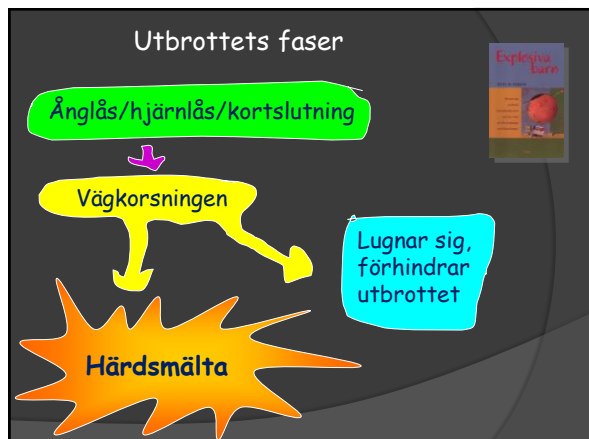 Utbrottets faser
Explosiva
barn
Ånglås/hjärnlås/kortslutning
Vägkorsningen
Lugnar sig,
förhindrar
utbrottet
Härdsmälta